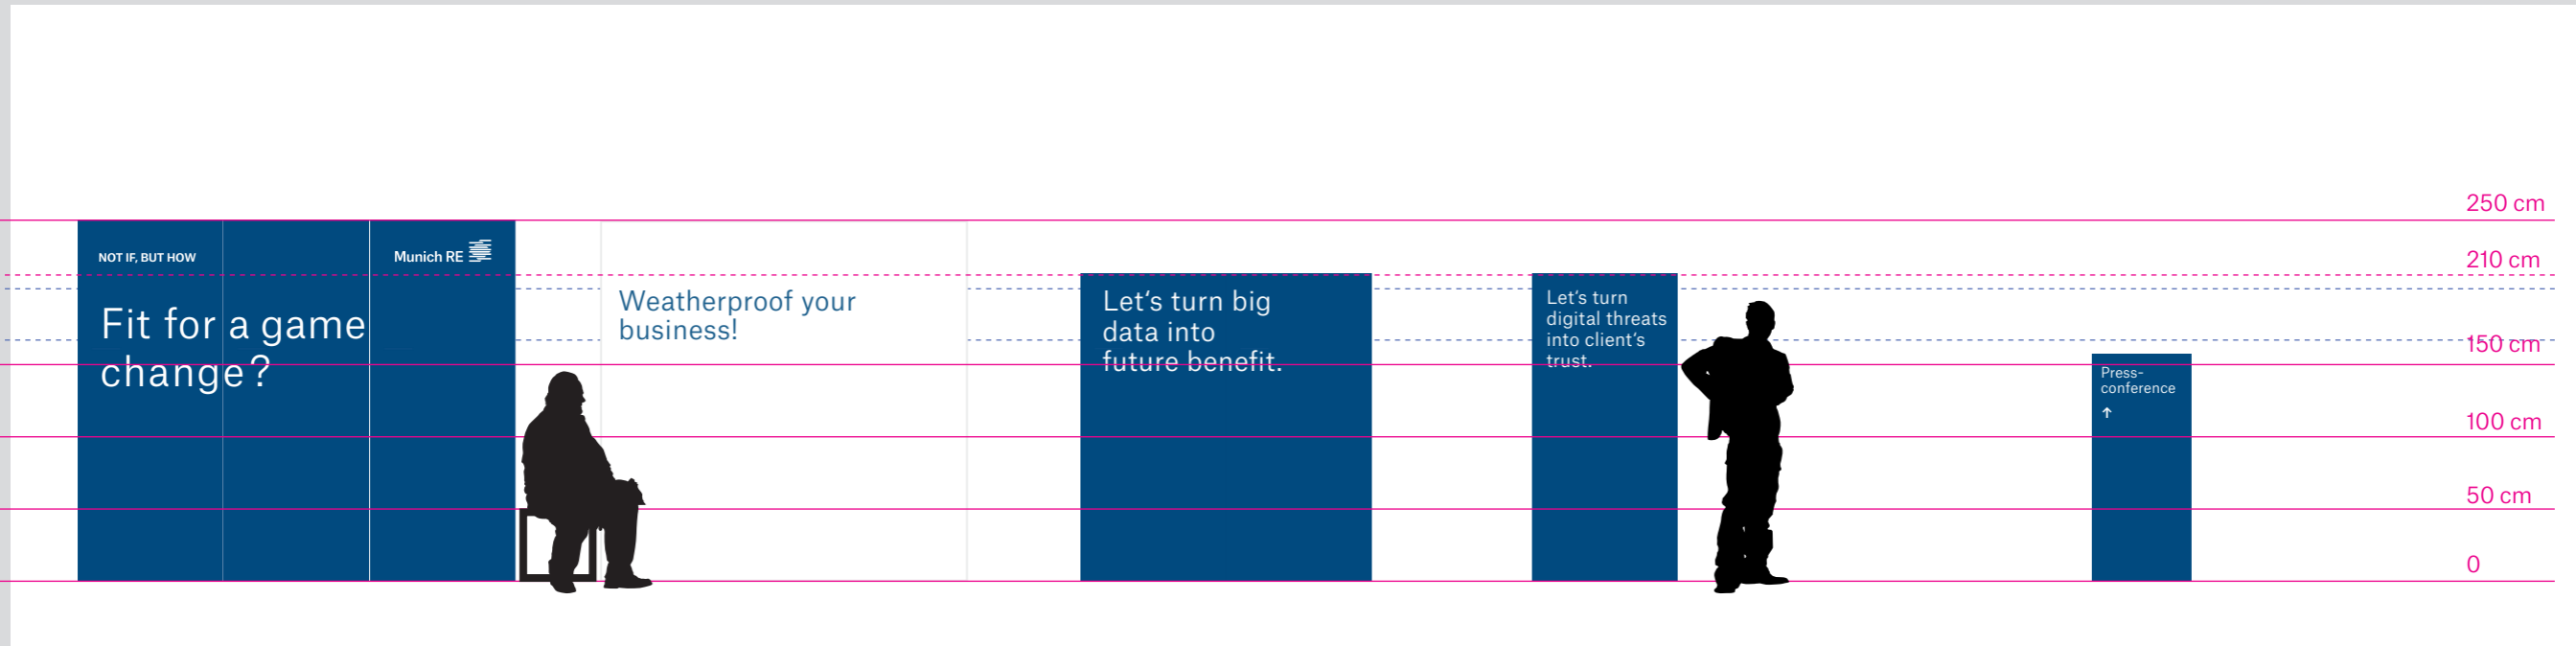 NOT IF, BUT HOW
Munich RE
Fit for a game
change?
Weatherproof your
business!
Let‘s turn big
data into
future benefit.
Let‘s turn
digital threats
into client‘s
trust.
Press-
conference
↑
250 cm
210 cm
150 cm
100 cm
50 cm
0